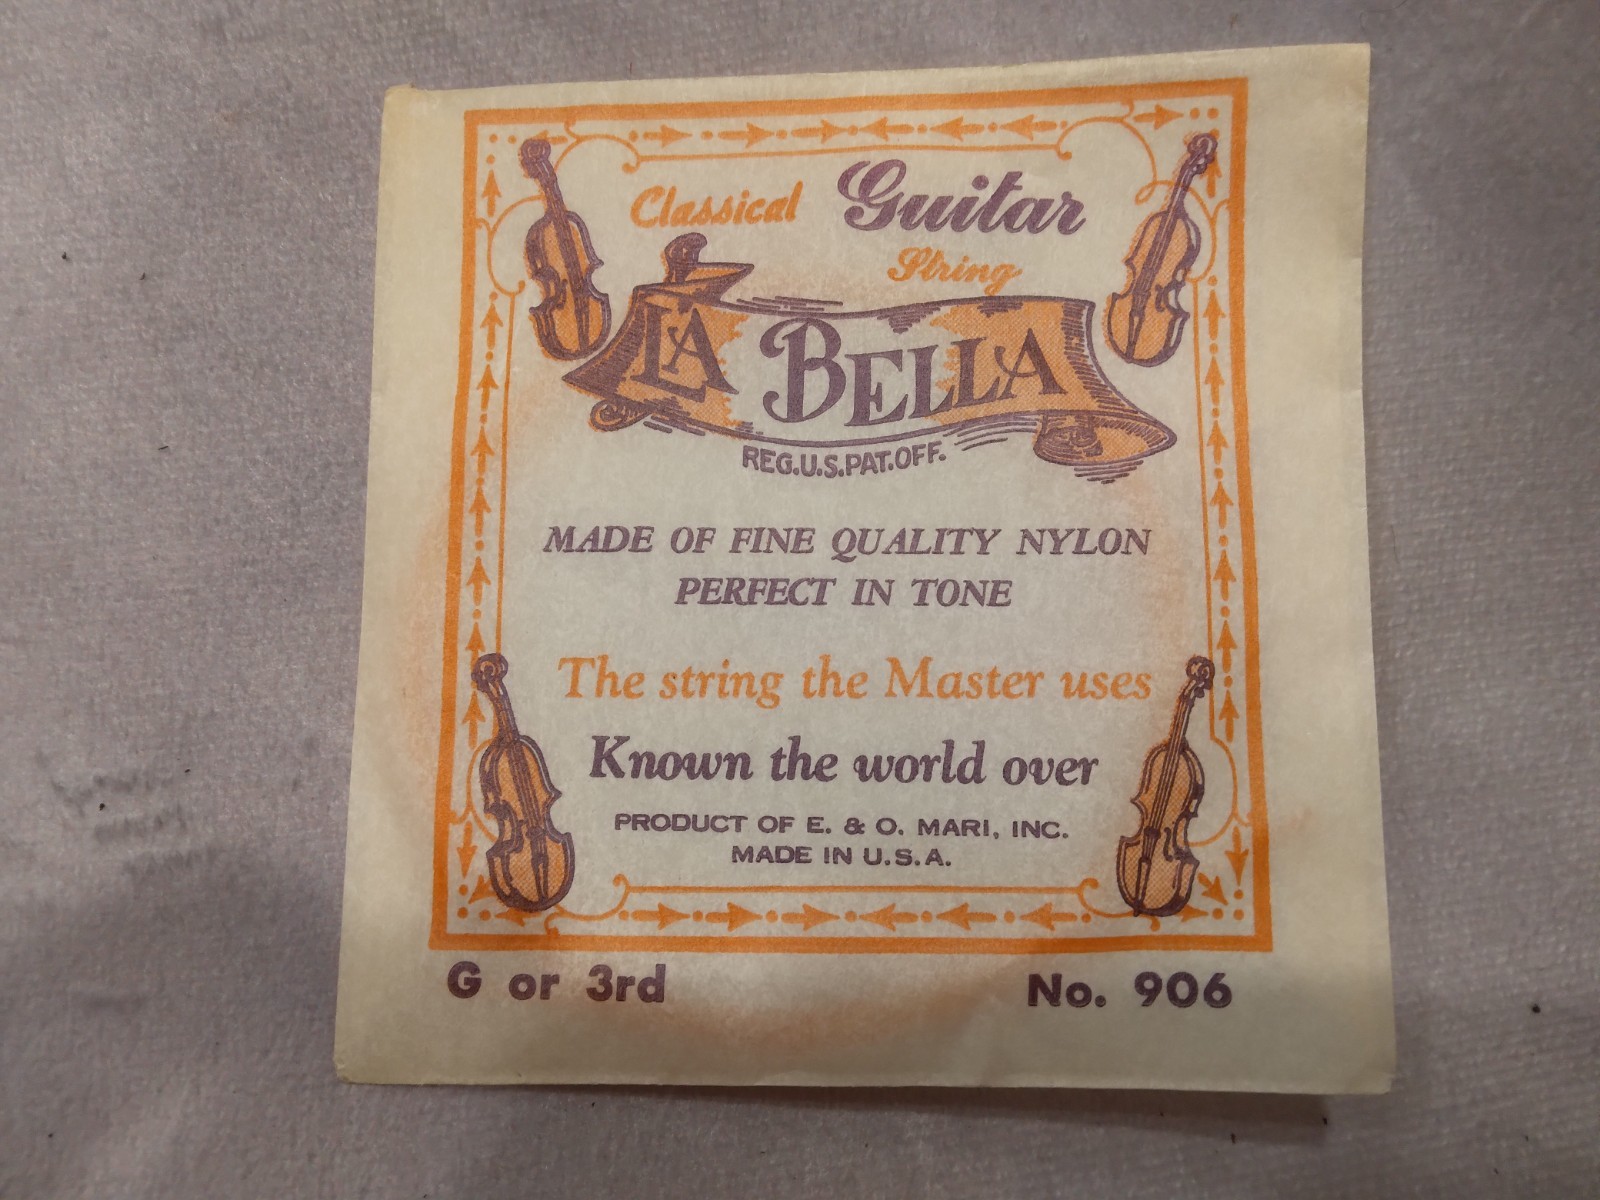 Classical Guitar
String
LA BELLA
REG.U.S.PAT.OFF.
MADE OF FINE QUALITY NYLON
PERFECT IN TONE
The string the Master uses
Known the world over
PRODUCT OF E. & O. MARI, INC.
MADE IN U.S.A.
G or 3rd No. 906